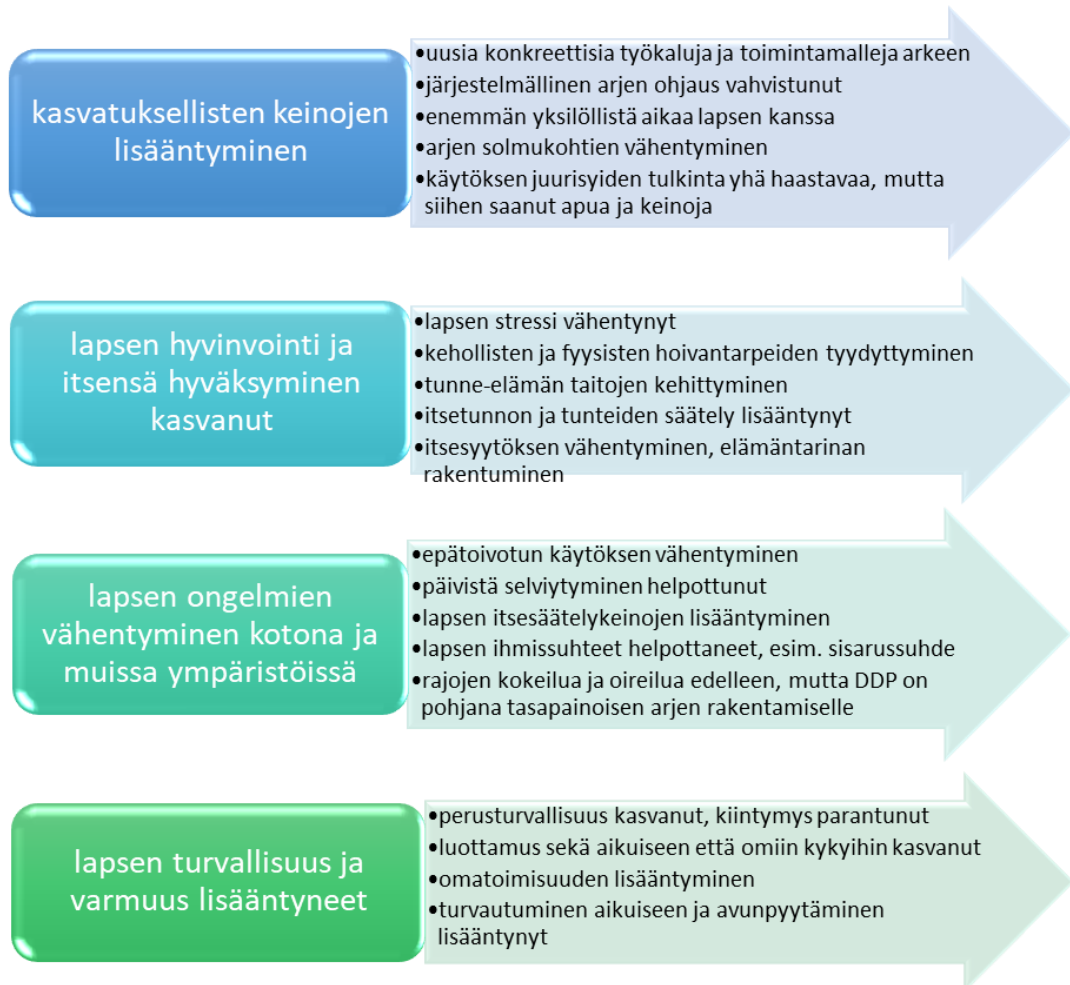 kasvatuksellisten keinojen
lisääntyminen
•uusia konkreettisia työkaluja ja toimintamalleja arkeen
•järjestelmällinen arjen ohjaus vahvistunut
•enemmän yksilöllistä aikaa lapsen kanssa
•arjen solmukohtien vähentyminen
•käytöksen juurisyiden tulkinta yhä haastavaa, mutta
siihen saanut apua ja keinoja
lapsen hyvinvointi ja
itsensä hyväksyminen
kasvanut
•lapsen stressi vähentynyt
•kehollisten ja fyysisten hoivantarpeiden tyydyttyminen
•tunne-elämän taitojen kehittyminen
•itsetunnon ja tunteiden säätely lisääntynyt
•itsesyytöksen vähentyminen, elämäntarinan
rakentuminen
lapsen ongelmien
vähentyminen kotona ja
muissa ympäristöissä
•epätoivotun käytöksen vähentyminen
•päivistä selviytyminen helpottunut
•lapsen itsesäätelykeinojen lisääntyminen
•lapsen ihmissuhteet helpottaneet, esim. sisarussuhde
•rajojen kokeilua ja oireilua edelleen, mutta DDP on
pohjana tasapainoisen arjen rakentamiselle
lapsen turvallisuus ja
varmuus lisääntyneet
•perusturvallisuus kasvanut, kiintymys parantunut
•luottamus sekä aikuiseen että omiin kykyihin kasvanut
•omatoimisuuden lisääntyminen
•turvautuminen aikuiseen ja avunpyytäminen
lisääntynyt